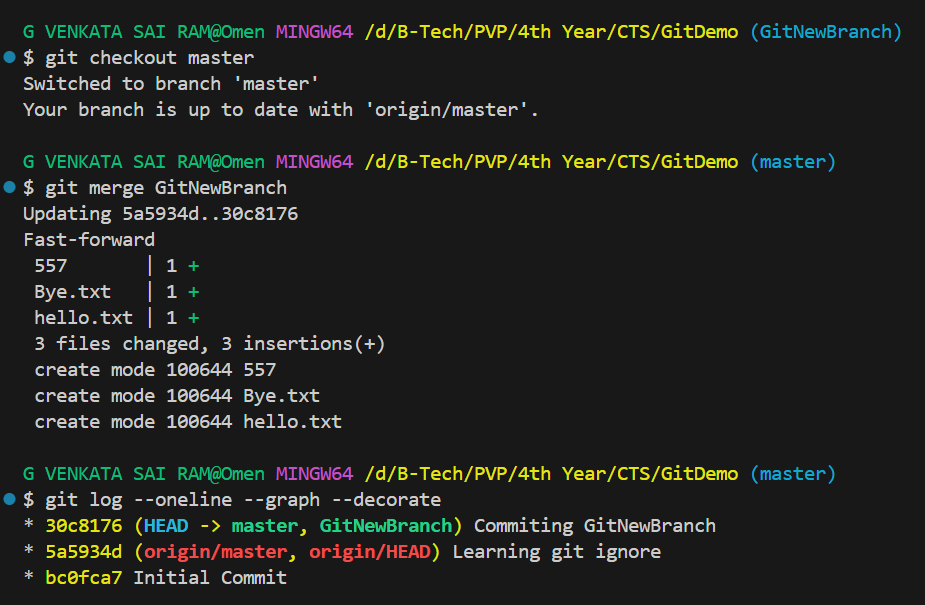 G VENKATA SAI RAM@Omen MINGW64 /d/B-Tech/PVP/4th Year/CTS/GitDemo (GitNewBranch)
$ git checkout master
Switched to branch 'master'
Your branch is up to date with 'origin/master'.
G VENKATA SAI RAM@Omen MINGW64 /d/B-Tech/PVP/4th Year/CTS/GitDemo (master)
$ git merge GitNewBranch
Updating 5a5934d..30c8176
Fast-forward
 557       | 1 +
 Bye.txt   | 1 +
 hello.txt | 1 +
 3 files changed, 3 insertions(+)
 create mode 100644 557
 create mode 100644 Bye.txt
 create mode 100644 hello.txt
G VENKATA SAI RAM@Omen MINGW64 /d/B-Tech/PVP/4th Year/CTS/GitDemo (master)
$ git log --oneline --graph --decorate
* 30c8176 (HEAD -> master, GitNewBranch) Commiting GitNewBranch
* 5a5934d (origin/master, origin/HEAD) Learning git ignore
* bc0fca7 Initial Commit